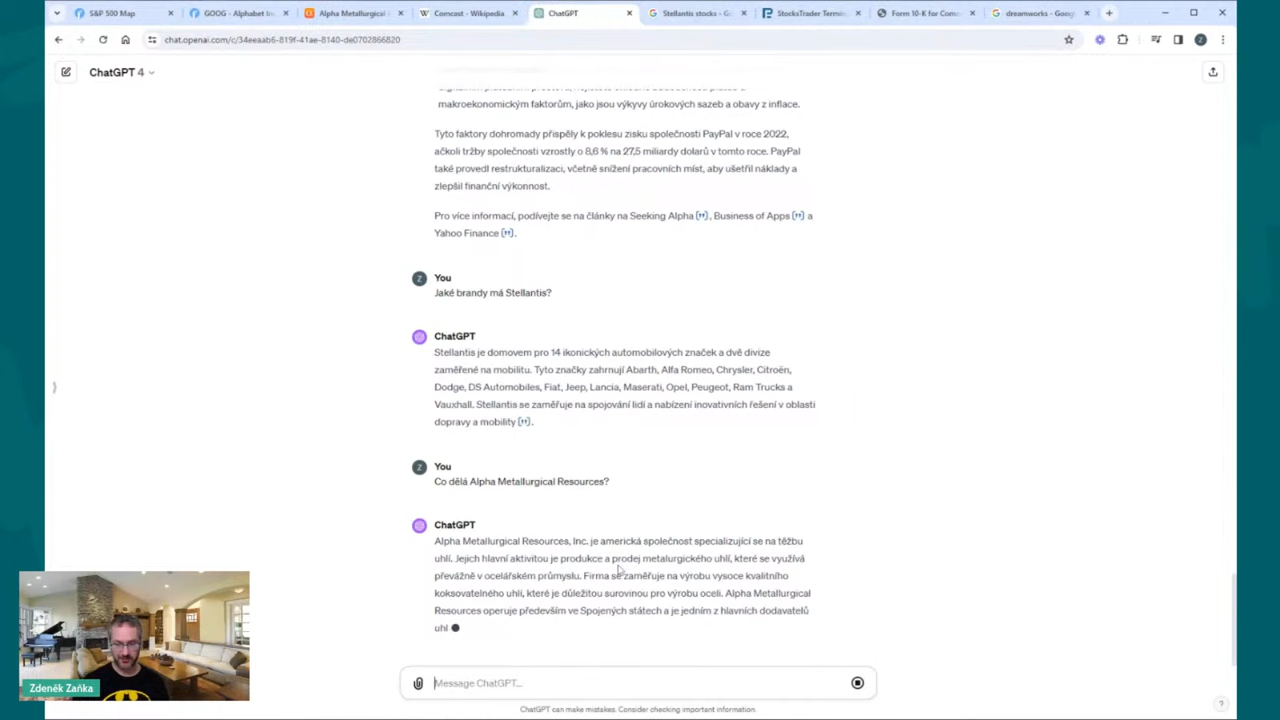 S&P 500 Map
GOOG - Alphabet In
Alpha Metallurgical
Comcast - Wikipedia
ChatGPT
Stellantis stocks - Go
StocksTrader Termin
Form 10-K for Com
dreamworks - Goog
chat.openai.com/c/34eeaab6-819f-41ae-8140-de0702866820
ChatGPT 4
makroekonomickým faktorům, jako jsou výkyvy úrokových sazeb a obavy z inflace.
Tyto faktory dohromady přispěly k poklesu zisku společnosti PayPal v roce 2022,
ačkoli tržby společnosti vzrostly o 8,6 % na 27,5 miliardy dolarů v tomto roce. PayPal
také provedl restrukturalizaci, včetně snížení pracovních míst, aby ušetřil náklady a
zlepšil finanční výkonnost.
Pro více informací, podívejte se na články na Seeking Alpha ["], Business of Apps ["] a
Yahoo Finance ["].
You
Jaké brandy má Stellantis?
ChatGPT
Stellantis je domovem pro 14 ikonických automobilových značek a dvě divize
zaměřené na mobilitu. Tyto značky zahrnují Abarth, Alfa Romeo, Chrysler, Citroën,
Dodge, DS Automobiles, Fiat, Jeep, Lancia, Maserati, Opel, Peugeot, Ram Trucks a
Vauxhall. Stellantis se zaměřuje na spojování lidí a nabízení inovativních řešení v oblasti
dopravy a mobility ["].
You
Co dělá Alpha Metallurgical Resources?
ChatGPT
Alpha Metallurgical Resources, Inc. je americká společnost specializující se na těžbu
uhlí. Jejich hlavní aktivitou je produkce a prodej metalurgického uhlí, které se využívá
převážně v ocelářském průmyslu. Firma se zaměřuje na výrobu vysoce kvalitního
koksovatelného uhlí, které je důležitou surovinou pro výrobu oceli. Alpha Metallurgical
Resources operuje především ve Spojených státech a je jedním z hlavních dodavatelů
uhl
Message ChatGPT...
ChatGPT can make mistakes. Consider checking important information.
Zdeněk Zaňka